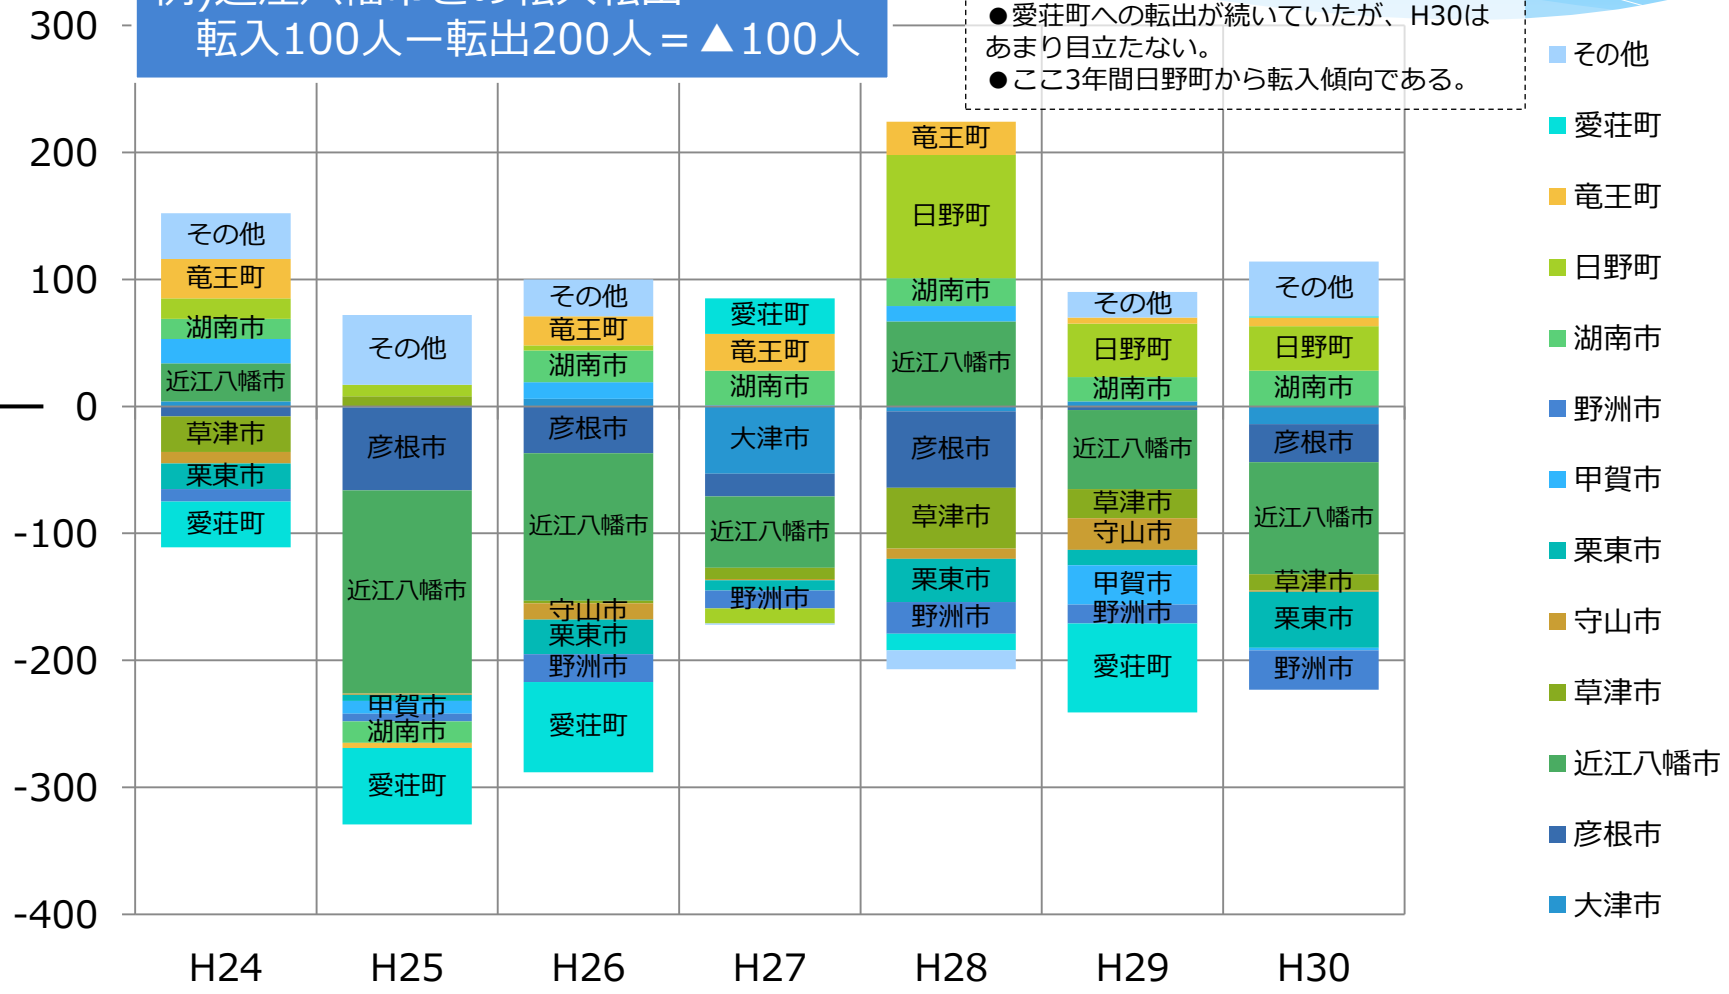 例)近江八幡市との転入転出
転入100人ー転出200人＝▲100人
●愛荘町への転出が続いていたが、H30は
あまり目立たない。
●ここ3年間日野町から転入傾向である。
300
200
100
0
-100
-200
-300
-400
その他
竜王町
湖南市
近江八幡市
草津市
栗東市
愛荘町
その他
彦根市
近江八幡市
甲賀市
湖南市
愛荘町
その他
竜王町
湖南市
彦根市
近江八幡市
守山市
栗東市
野洲市
愛荘町
愛荘町
竜王町
湖南市
大津市
近江八幡市
野洲市
竜王町
日野町
湖南市
近江八幡市
彦根市
草津市
栗東市
野洲市
その他
日野町
湖南市
近江八幡市
草津市
守山市
甲賀市
野洲市
愛荘町
その他
日野町
湖南市
彦根市
近江八幡市
草津市
栗東市
野洲市
H24 H25 H26 H27 H28 H29 H30
その他
愛荘町
竜王町
日野町
湖南市
野洲市
甲賀市
栗東市
守山市
草津市
近江八幡市
彦根市
大津市